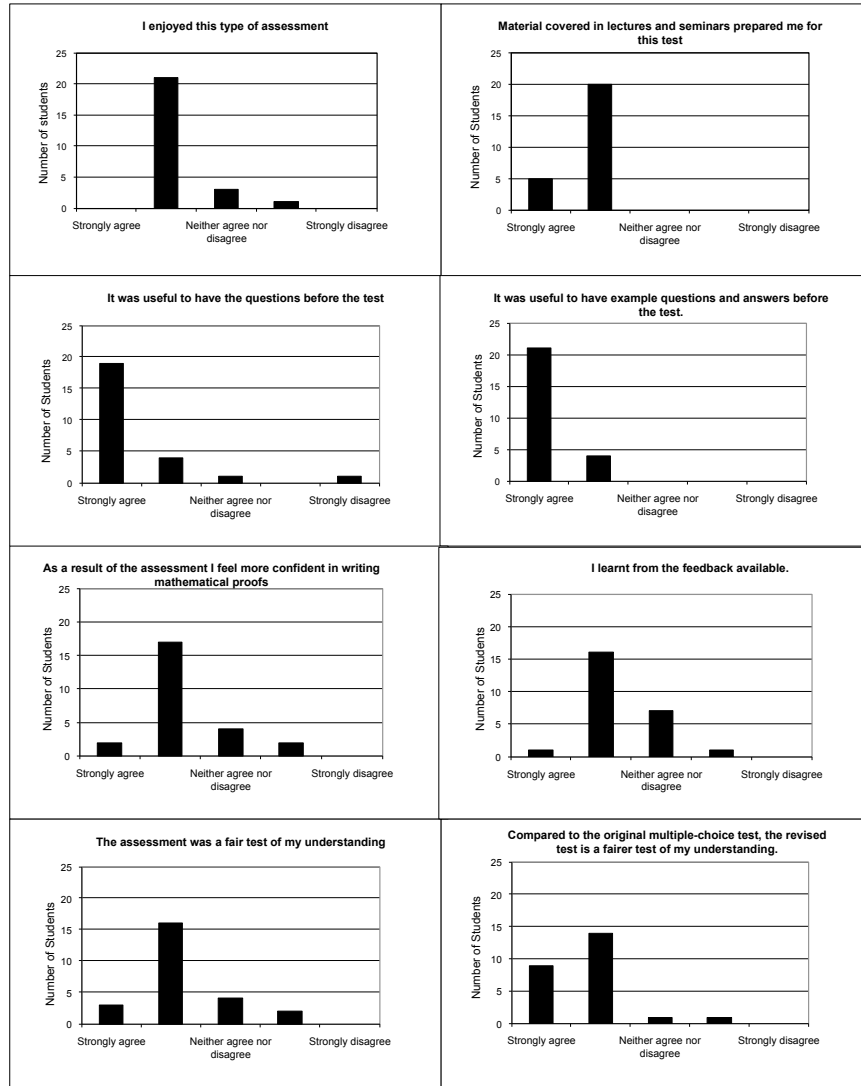 I enjoyed this type of assessment
25
20
15
10
5
0
Number of students
Strongly agree
Neither agree nor
disagree
Strongly disagree
Material covered in lectures and seminars prepared me for
this test
25
20
15
10
5
0
Number of Students
Strongly agree
Neither agree nor
disagree
Strongly disagree
It was useful to have the questions before the test
25
20
15
10
5
0
Number of Students
Strongly agree
Neither agree nor
disagree
Strongly disagree
It was useful to have example questions and answers before
the test.
25
20
15
10
5
0
Number of Students
Strongly agree
Neither agree nor
disagree
Strongly disagree
As a result of the assessment I feel more confident in writing
mathematical proofs
25
20
15
10
5
0
Number of Students
Strongly agree
Neither agree nor
disagree
Strongly disagree
I learnt from the feedback available.
25
20
15
10
5
0
Number of Students
Strongly agree
Neither agree nor
disagree
Strongly disagree
The assessment was a fair test of my understanding
25
20
15
10
5
0
Number of Students
Strongly agree
Neither agree nor
disagree
Strongly disagree
Compared to the original multiple-choice test, the revised
test is a fairer test of my understanding.
25
20
15
10
5
0
Number of Students
Strongly agree
Neither agree nor
disagree
Strongly disagree